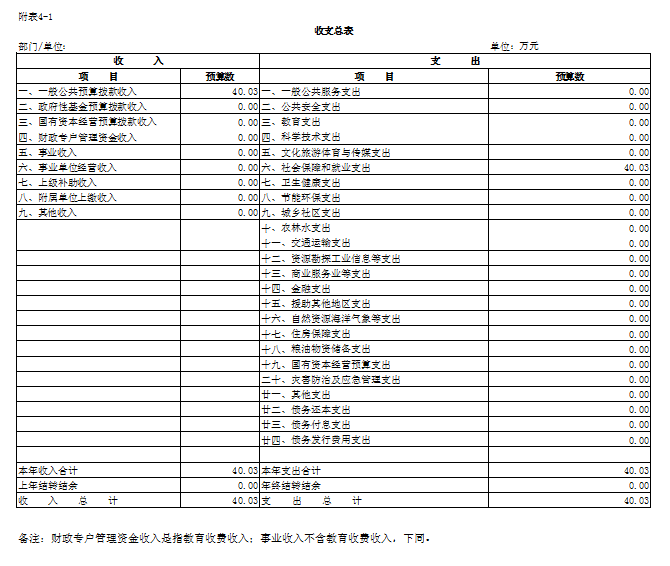 附表4-1
收支总表
部门/单位: 单位：万元
收 入 支 出
项 目 预算数 项 目 预算数
一、一般公共预算拨款收入 40.03 一、一般公共服务支出 0.00
二、政府性基金预算拨款收入 0.00 二、公共安全支出 0.00
三、国有资本经营预算拨款收入 0.00 三、教育支出 0.00
四、财政专户管理资金收入 0.00 四、科学技术支出 0.00
五、事业收入 0.00 五、文化旅游体育与传媒支出 0.00
六、事业单位经营收入 0.00 六、社会保障和就业支出 40.03
七、上级补助收入 0.00 七、卫生健康支出 0.00
八、附属单位上缴收入 0.00 八、节能环保支出 0.00
九、其他收入 0.00 九、城乡社区支出 0.00
十、农林水支出 0.00
十一、交通运输支出 0.00
十二、资源勘探工业信息等支出 0.00
十三、商业服务业等支出 0.00
十四、金融支出 0.00
十五、援助其他地区支出 0.00
十六、自然资源海洋气象等支出 0.00
十七、住房保障支出 0.00
十八、粮油物资储备支出 0.00
十九、国有资本经营预算支出 0.00
二十、灾害防治及应急管理支出 0.00
廿一、其他支出 0.00
廿二、债务还本支出 0.00
廿三、债务付息支出 0.00
廿四、债务发行费用支出 0.00
本年收入合计 40.03 本年支出合计 40.03
上年结转结余 0.00 年终结转结余 0.00
收 入 总 计 40.03 支 出 总 计 40.03
备注：财政专户管理资金收入是指教育收费收入；事业收入不含教育收费收入，下同。